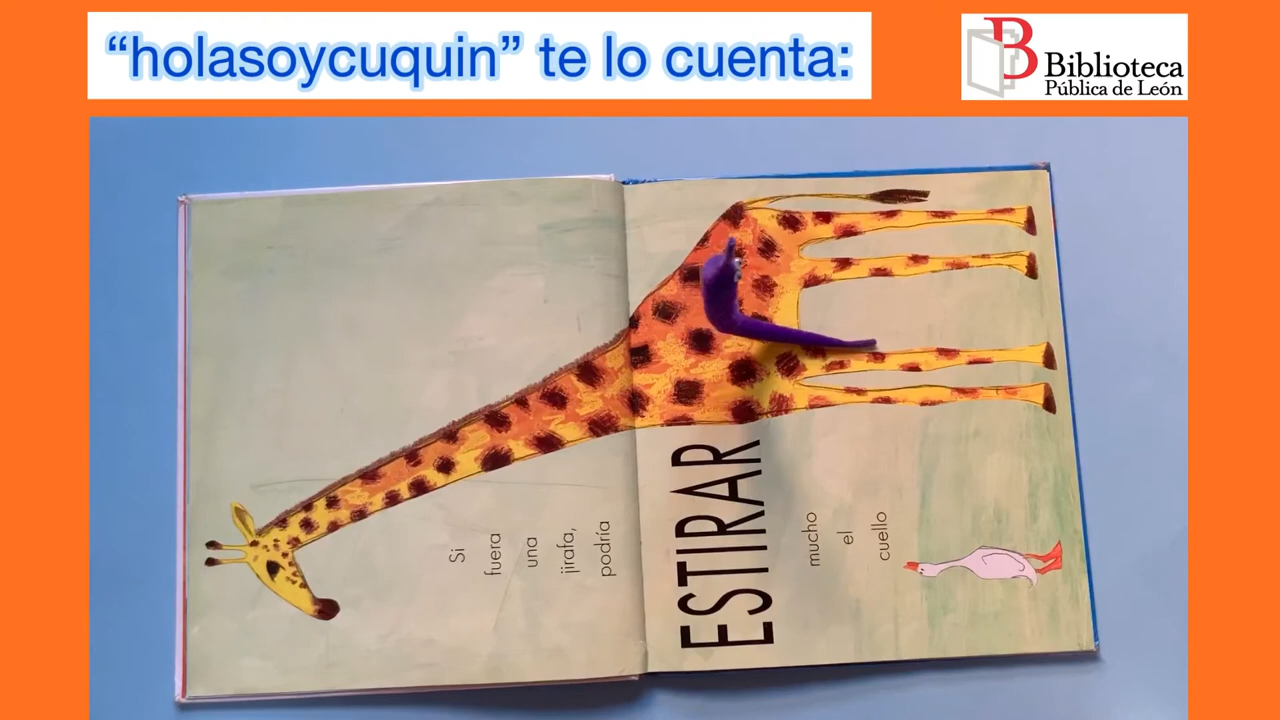 “holasoycuquin” te lo cuenta:
Biblioteca
Pública de León
Si
fuera
una
jirafa,
podría
ESTIRAR
mucho
el
cuello